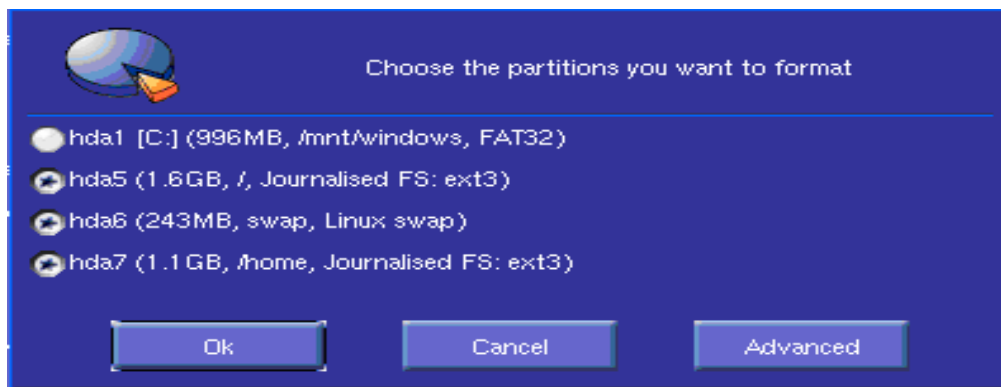 Choose the partitions you want to format
hda1 [C:] (996MB, /mnt/windows, FAT32)
hda5 (1.6GB, /, Journalised FS: ext3)
hda6 (243MB, swap, Linux swap)
hda7 (1.1GB, /home, Journalised FS: ext3)
Ok Cancel Advanced